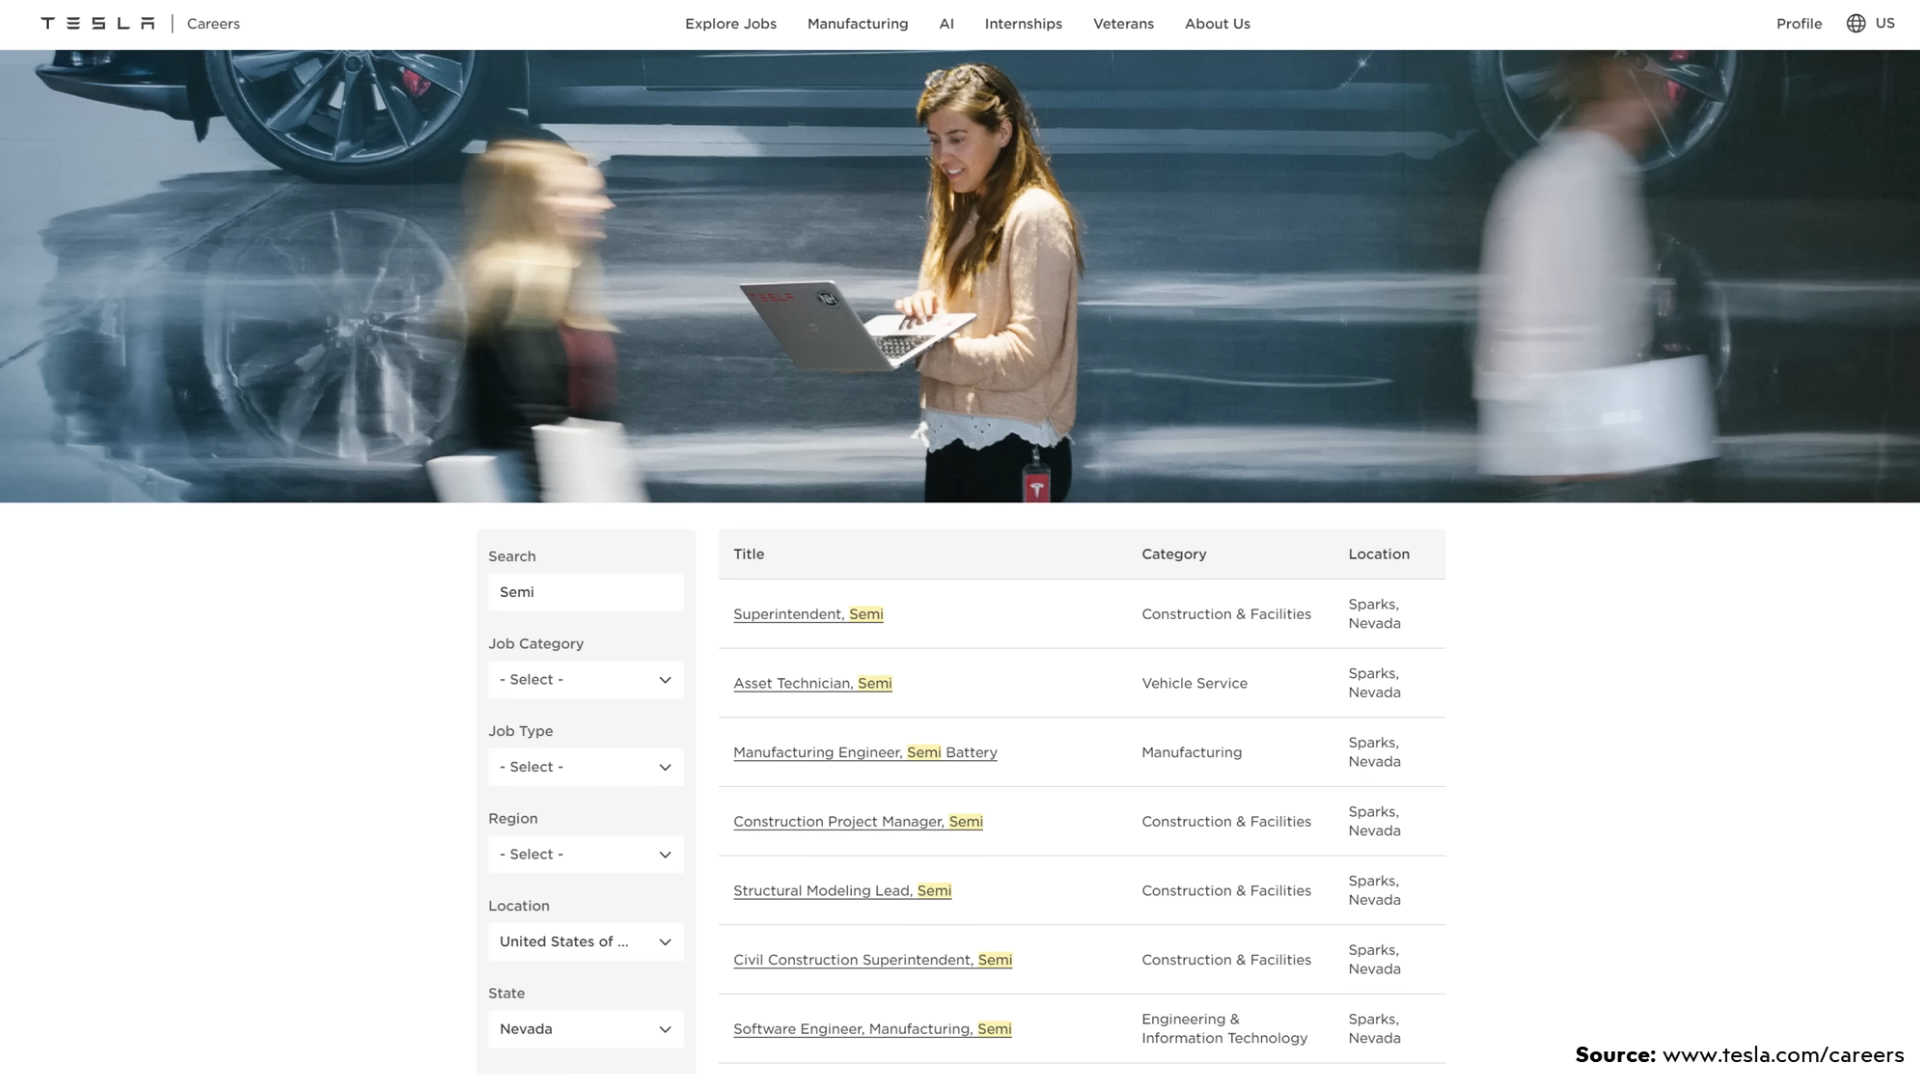 TESLA | Careers
Explore Jobs Manufacturing AI Internships Veterans About Us
Profile US
TESLA
Search
Semi
Job Category
- Select -
Job Type
- Select -
Region
- Select -
Location
United States of ...
State
Nevada
Title Category Location
Superintendent, Semi Construction & Facilities Sparks,
Nevada
Asset Technician, Semi Vehicle Service Sparks,
Nevada
Manufacturing Engineer, Semi Battery Manufacturing Sparks,
Nevada
Construction Project Manager, Semi Construction & Facilities Sparks,
Nevada
Structural Modeling Lead, Semi Construction & Facilities Sparks,
Nevada
Civil Construction Superintendent, Semi Construction & Facilities Sparks,
Nevada
Software Engineer, Manufacturing, Semi Engineering & Sparks,
Information Technology Nevada
Source: www.tesla.com/careers